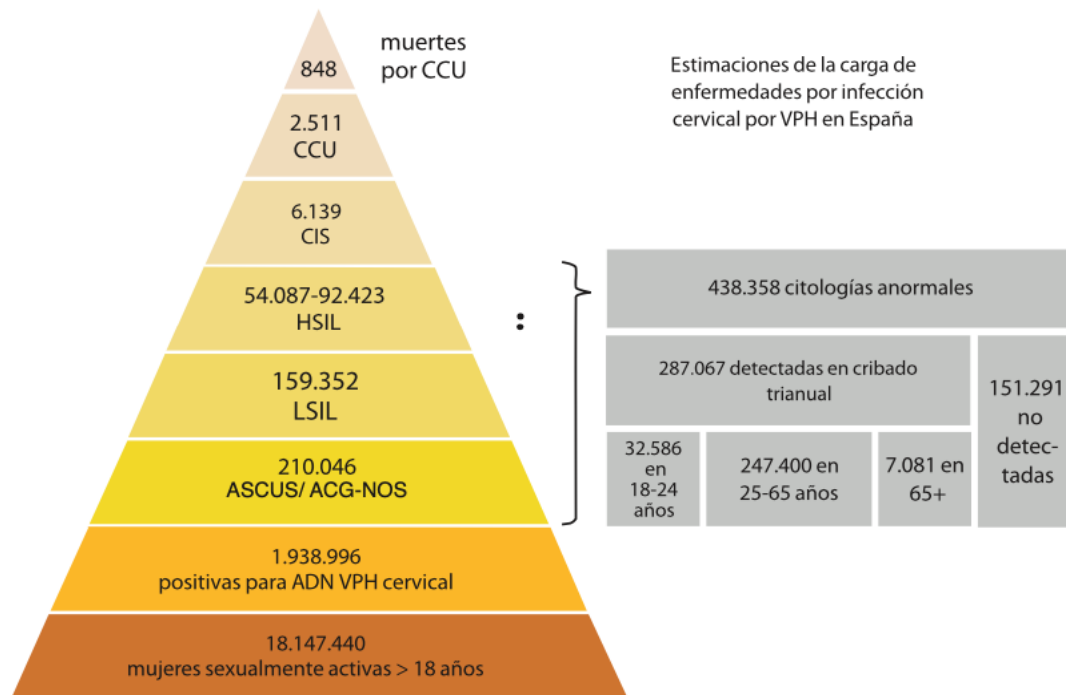 848
muertes
por CCU
Estimaciones de la carga de
enfermedades por infección
cervical por VPH en España
2.511
CCU
6.139
CIS
54.087-92.423
HSIL
:
438.358 citologías anormales
159.352
LSIL
287.067 detectadas en cribado
trianual
151.291
no
detec-
tadas
210.046
ASCUS/ ACG-NOS
32.586
en
18-24
años
247.400 en
25-65 años
7.081 en
65+
1.938.996
positivas para ADN VPH cervical
18.147.440
mujeres sexualmente activas > 18 años